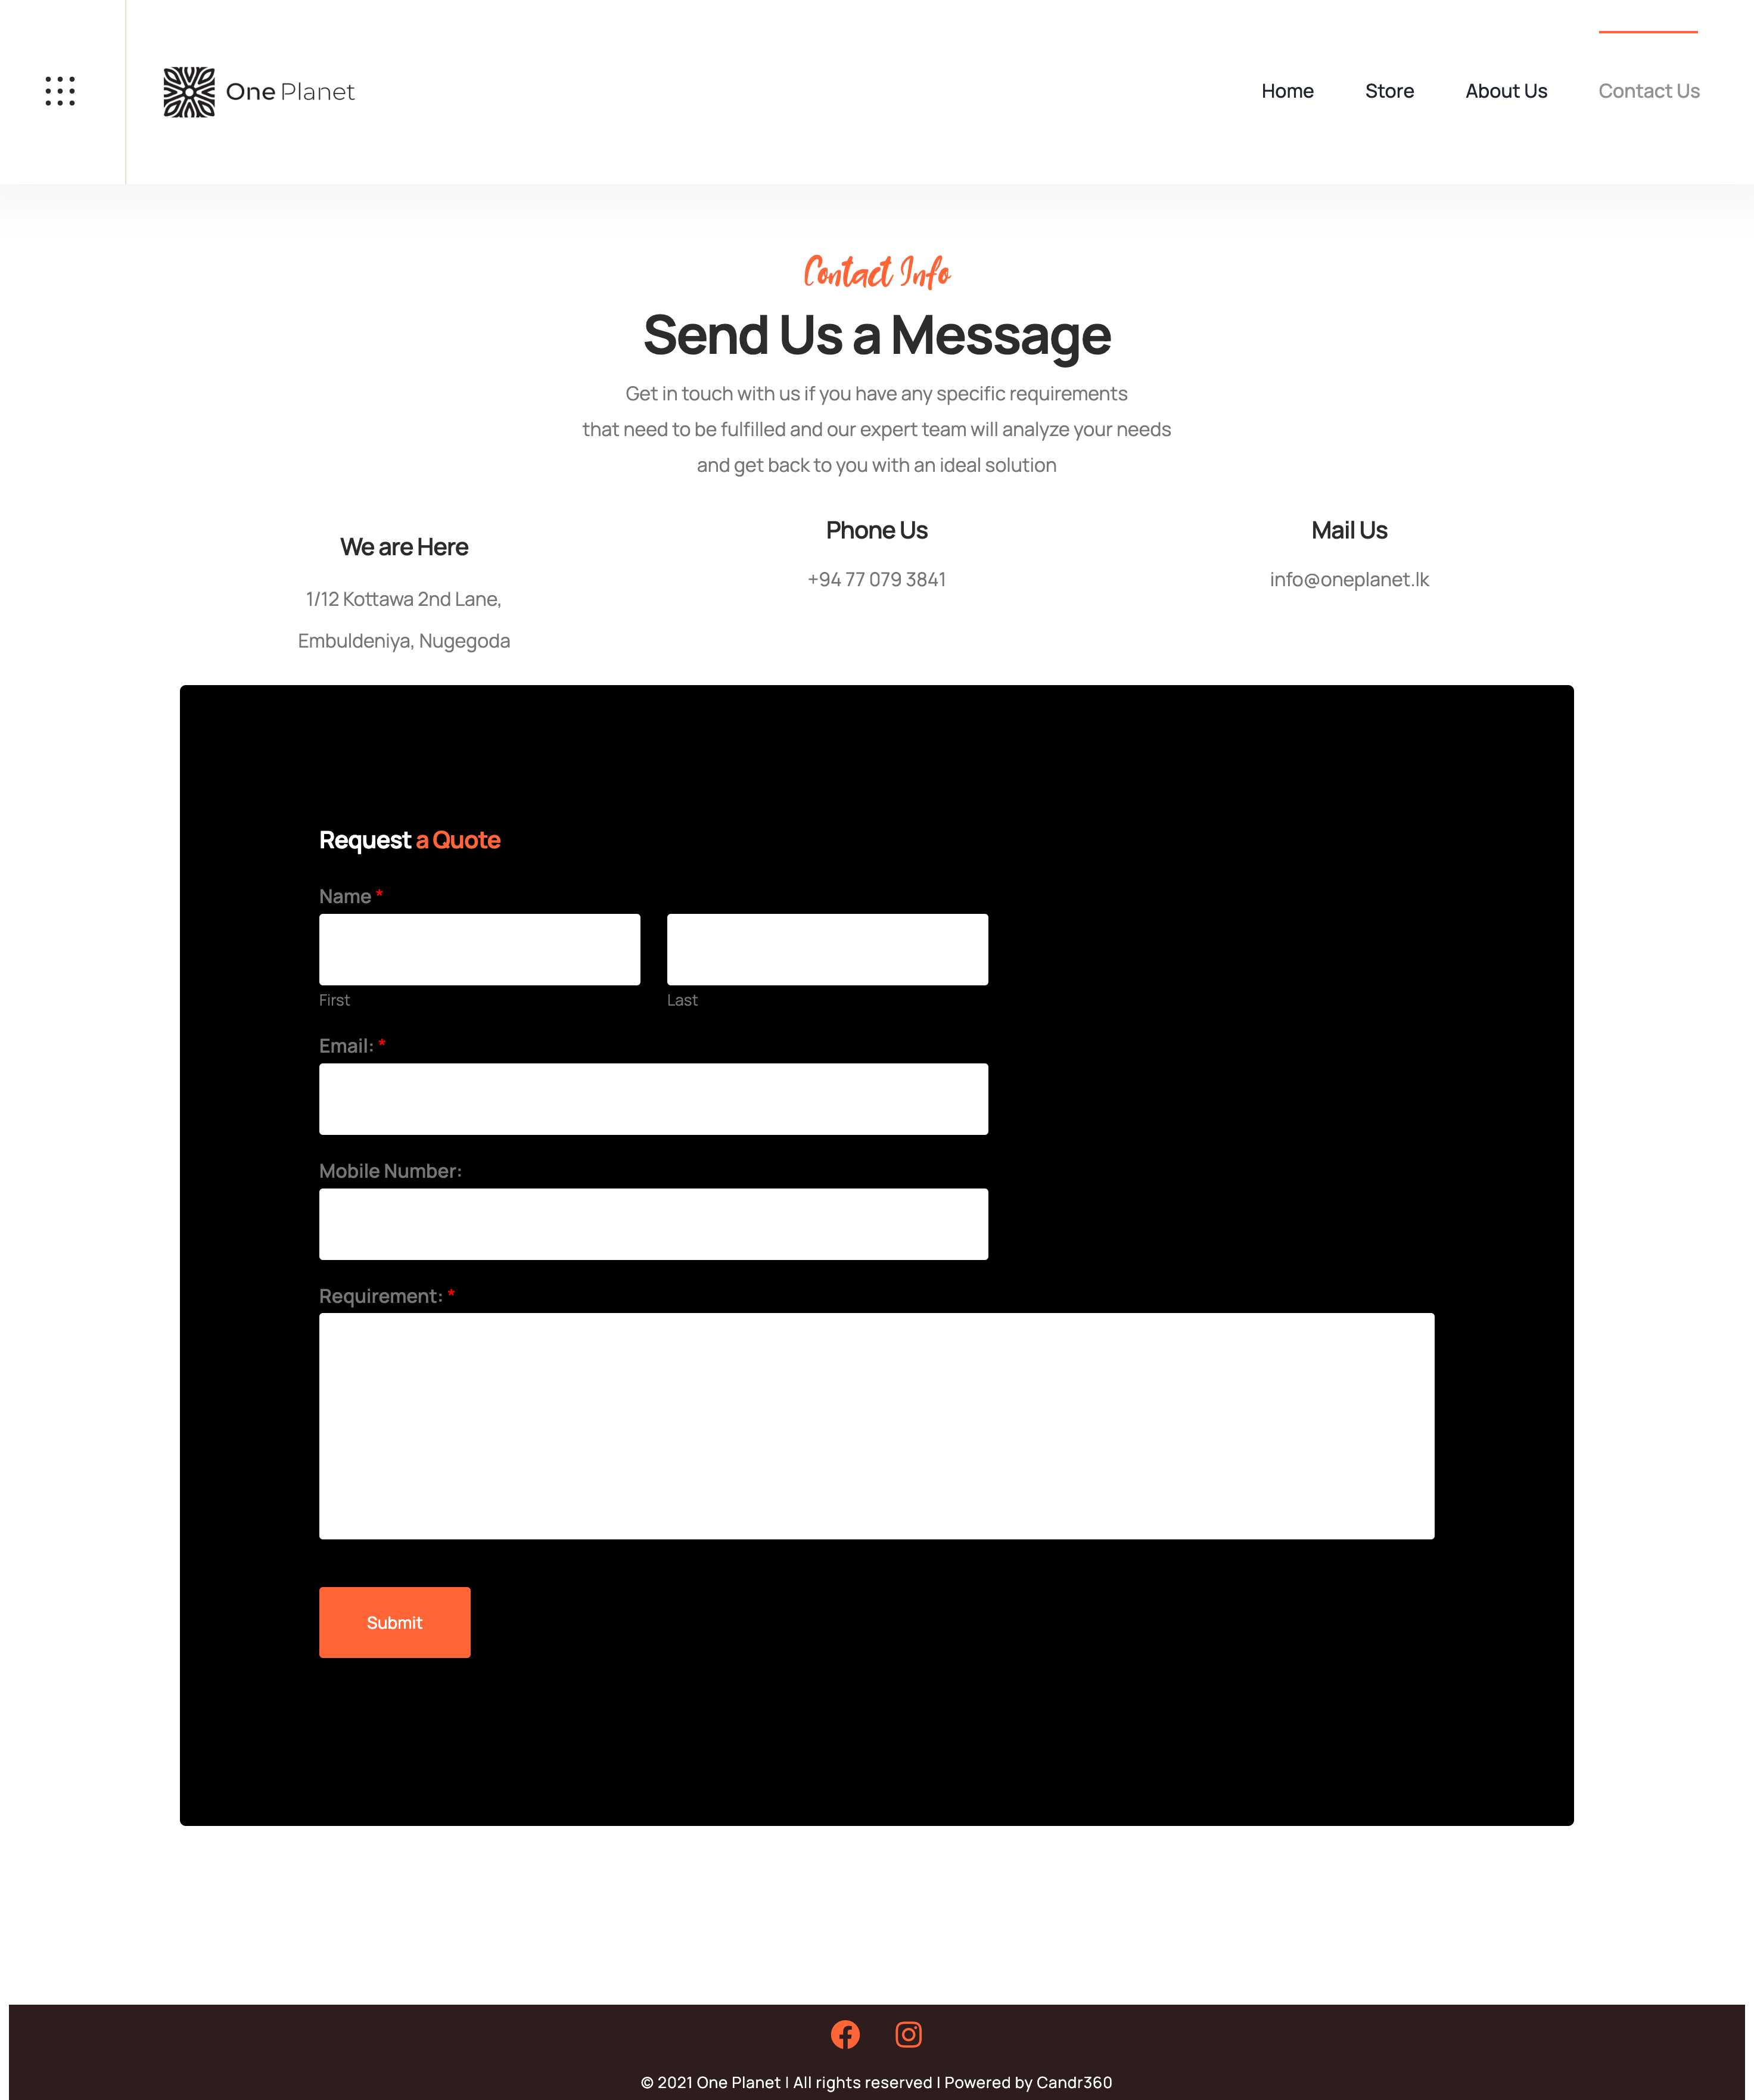 One Planet
Home
Store
About Us
Contact Us
Contact Info
Send Us a Message
Get in touch with us if you have any specific requirements
that need to be fulfilled and our expert team will analyze your needs
and get back to you with an ideal solution
We are Here
1/12 Kottawa 2nd Lane,
Embuldeniya, Nugegoda
Phone Us
+94 77 079 3841
Mail Us
info@oneplanet.lk
Request a Quote
Name *
First
Last
Email: *
Mobile Number:
Requirement: *
Submit
© 2021 One Planet | All rights reserved | Powered by Candr360